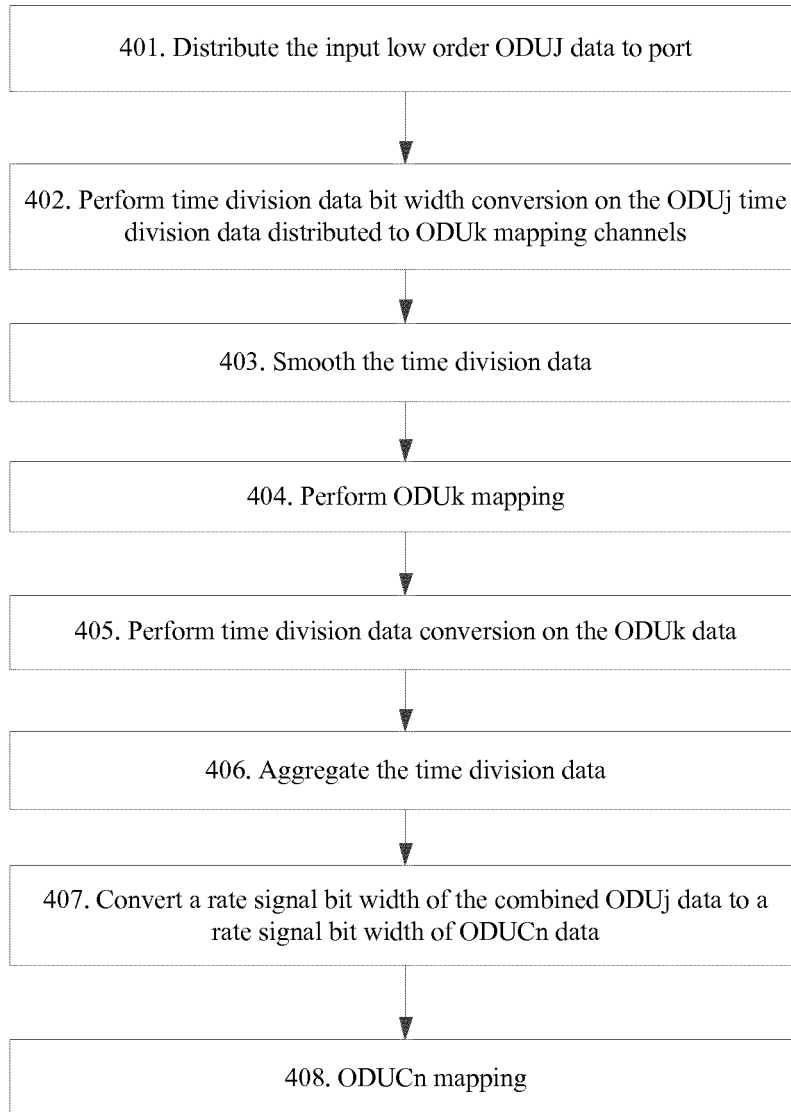 401. Distribute the input low order ODUJ data to port
402. Perform time division data bit width conversion on the ODUj time
division data distributed to ODUk mapping channels
403. Smooth the time division data
404. Perform ODUk mapping
405. Perform time division data conversion on the ODUk data
406. Aggregate the time division data
407. Convert a rate signal bit width of the combined ODUj data to a
rate signal bit width of ODUCn data
408. ODUCn mapping